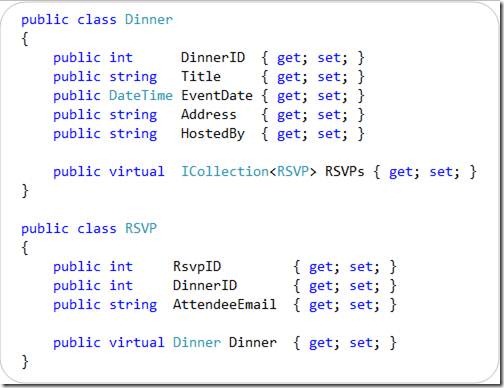 public class Dinner
{
    public int      DinnerID  { get; set; }
    public string   Title     { get; set; }
    public DateTime EventDate { get; set; }
    public string   Address   { get; set; }
    public string   HostedBy  { get; set; }

    public virtual  ICollection<RSVP> RSVPs { get; set; }
}

public class RSVP
{
    public int     RsvpID         { get; set; }
    public int     DinnerID       { get; set; }
    public string  AttendeeEmail  { get; set; }

    public virtual Dinner Dinner  { get; set; }
}